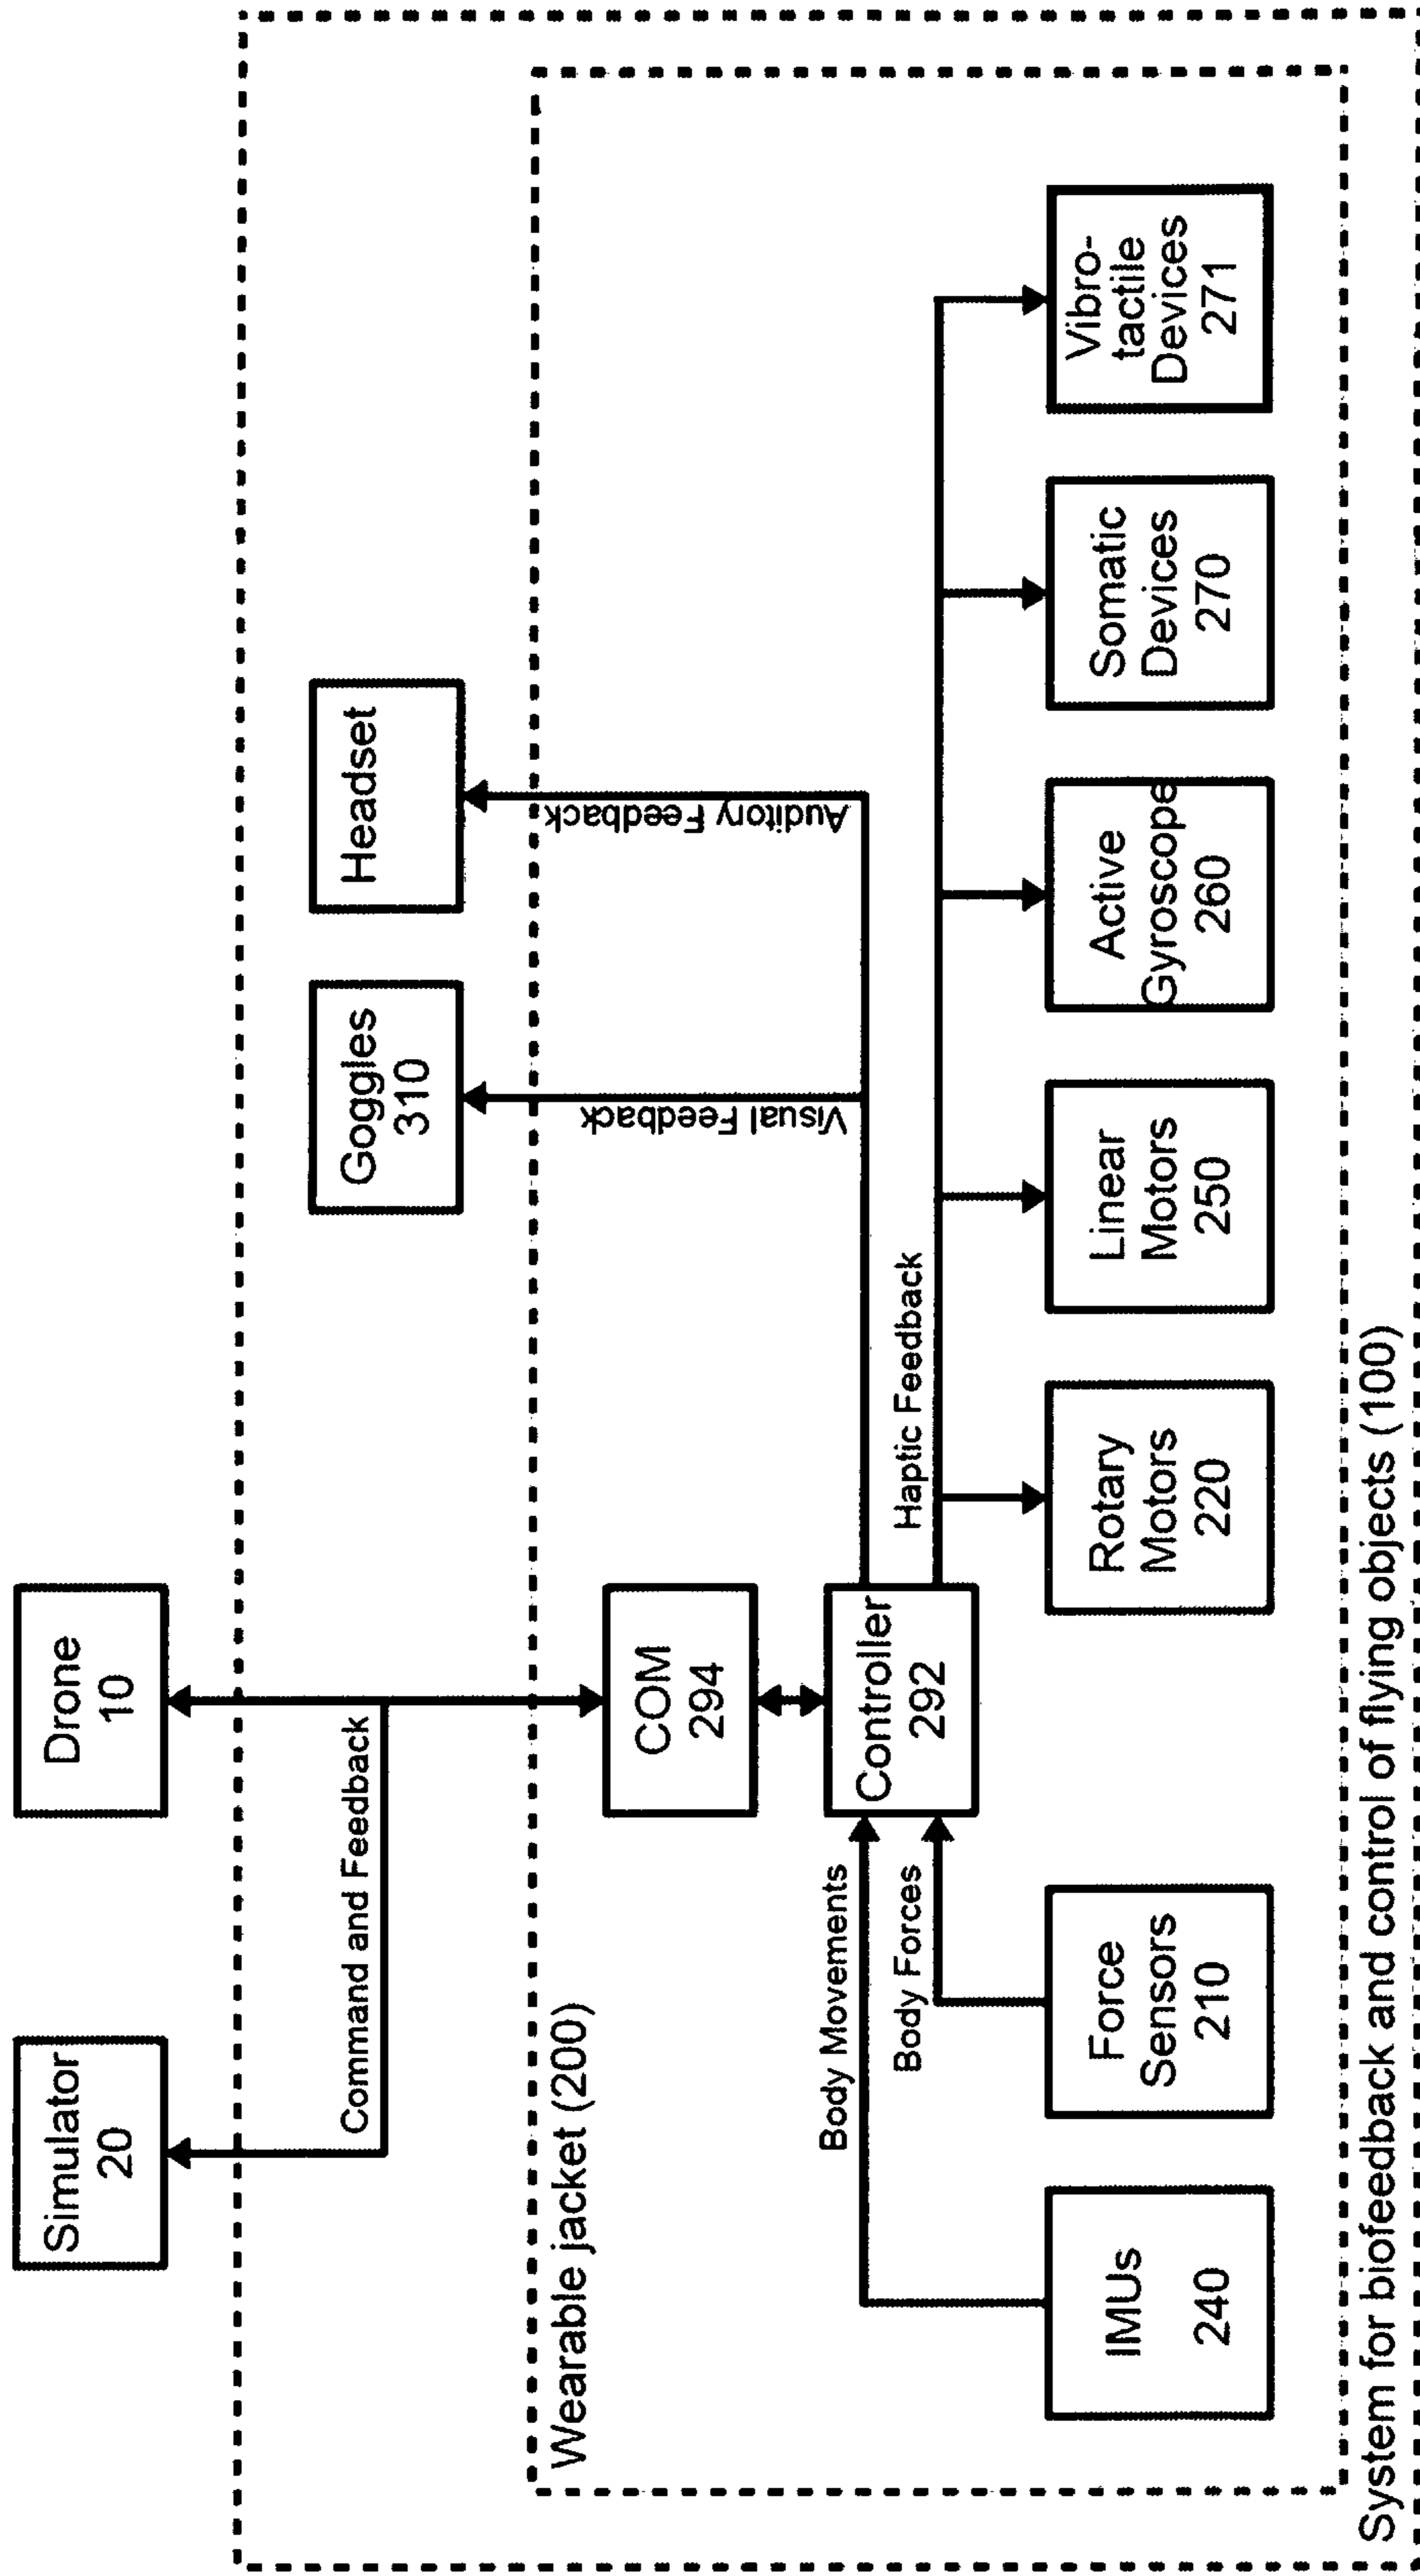 Simulator
20
Drone
10
Command and Feedback
Goggles
310
Headset
Wearable jacket (200)
COM
294
Visual Feedback
Auditory Feedback
Body Movements
Body Forces
Controller
292
Haptic Feedback
IMUs
240
Force
Sensors
210
Rotary
Motors
220
Linear
Motors
250
Active
Gyroscope
260
Somatic
Devices
270
Vibro-
tactile
Devices
271
System for biofeedback and control of flying objects (100)